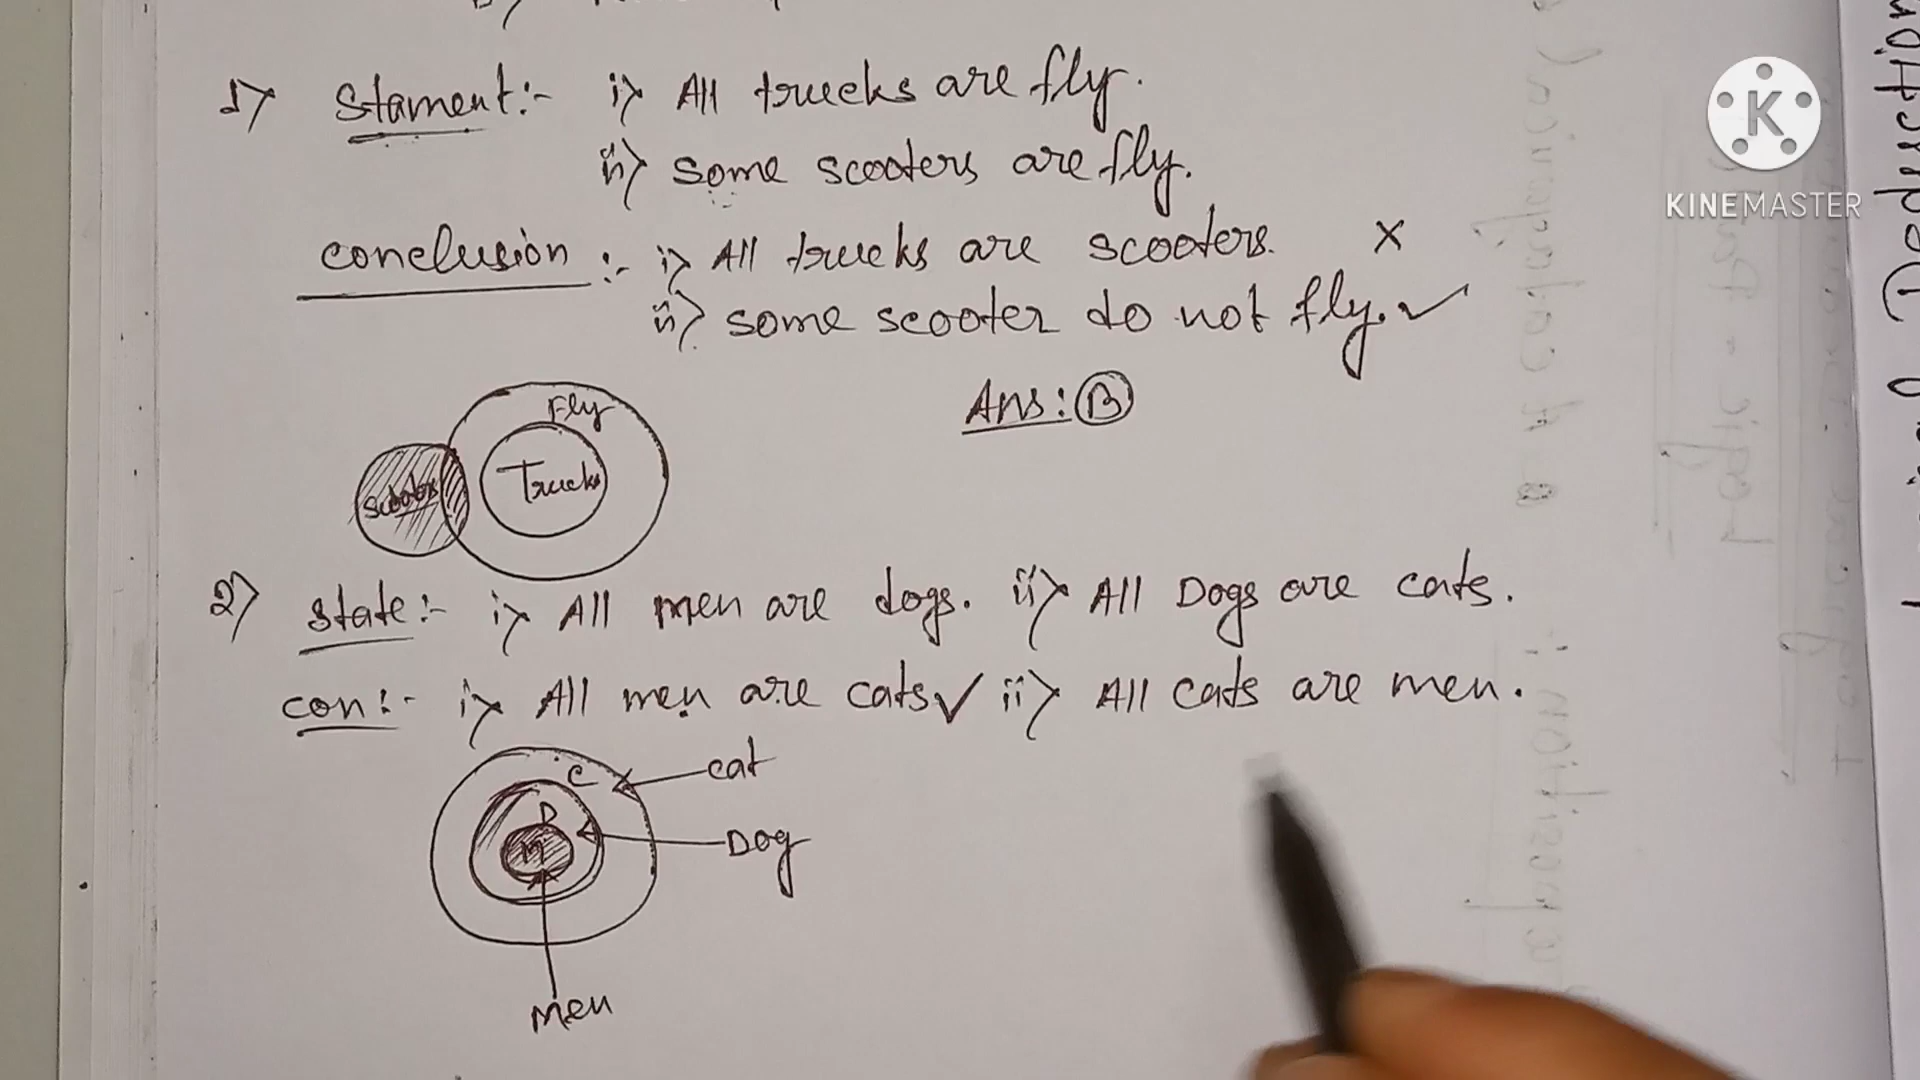 1) Stament:- i) All trucks are fly.
ii) some scooters are fly.
conclusion :- i) All trucks are scooters. ×
ii) some scooter do not fly. ✓
Ans: B
Fly
Trucks
Scooters
2) State:- i) All men are dogs. ii) All Dogs are cats.
con:- i) All men are cats ✓ ii) All cats are men.
C
cat
D
Dog
M
men
KINEMASTER